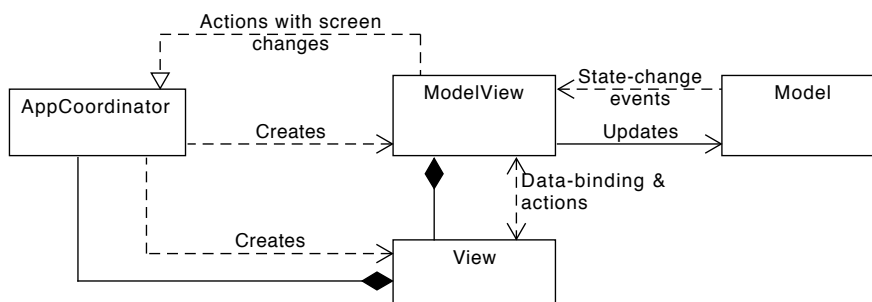 Actions with screen
changes
AppCoordinator
ModelView
State-change
events
Model
Creates
Updates
Data-binding &
actions
Creates
View